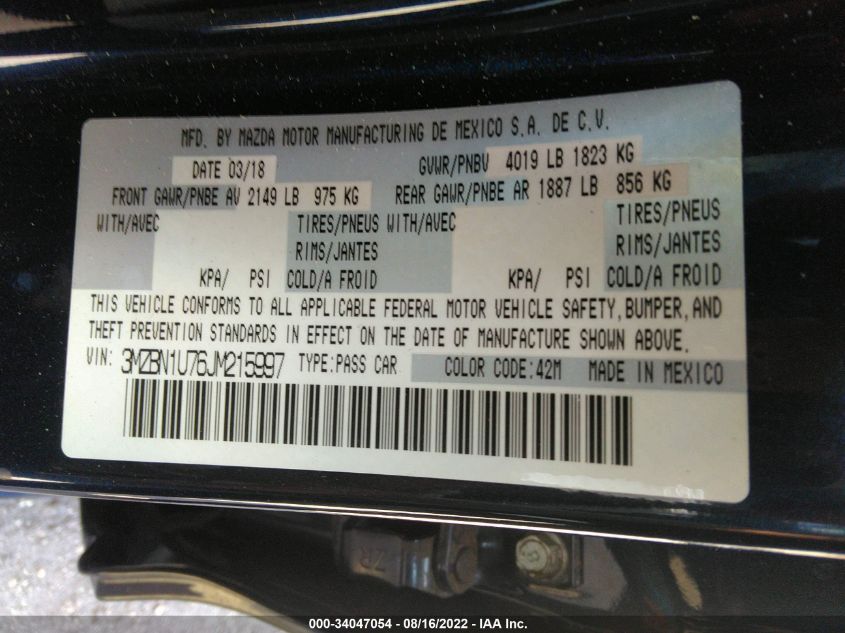 MFD. BY MAZDA MOTOR MANUFACTURING DE MEXICO S.A. DE C.V.
DATE 03/18 GVWR/PNBV 4019 LB 1823 KG
FRONT GAWR/PNBE AV 2149 LB 975 KG REAR GAWR/PNBE AR 1887 LB 856 KG
WITH/AVEC TIRES/PNEUS WITH/AVEC TIRES/PNEUS
RIMS/JANTES RIMS/JANTES
KPA/ PSI COLD/A FROID KPA/ PSI COLD/A FROID
THIS VEHICLE CONFORMS TO ALL APPLICABLE FEDERAL MOTOR VEHICLE SAFETY, BUMPER, AND
THEFT PREVENTION STANDARDS IN EFFECT ON THE DATE OF MANUFACTURE SHOWN ABOVE.
VIN: 3MZBN1U76JM215997 TYPE:PASS CAR COLOR CODE:42M MADE IN MEXICO
ZR
000-34047054 - 08/16/2022 - IAA Inc.